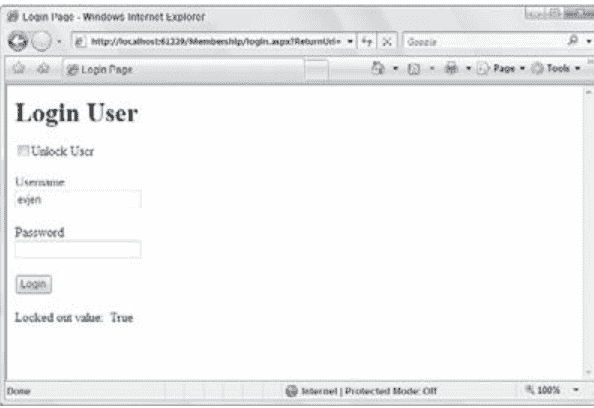 Login Page - Windows Internet Explorer
http://localhost:61229/Membership/login.aspx?ReturnUrl=
Google
Login Page
Page
Tools
Login User
Unlock User
Username
evjen
Password
Login
Locked out value: True
Done
Internet | Protected Mode: Off
100%